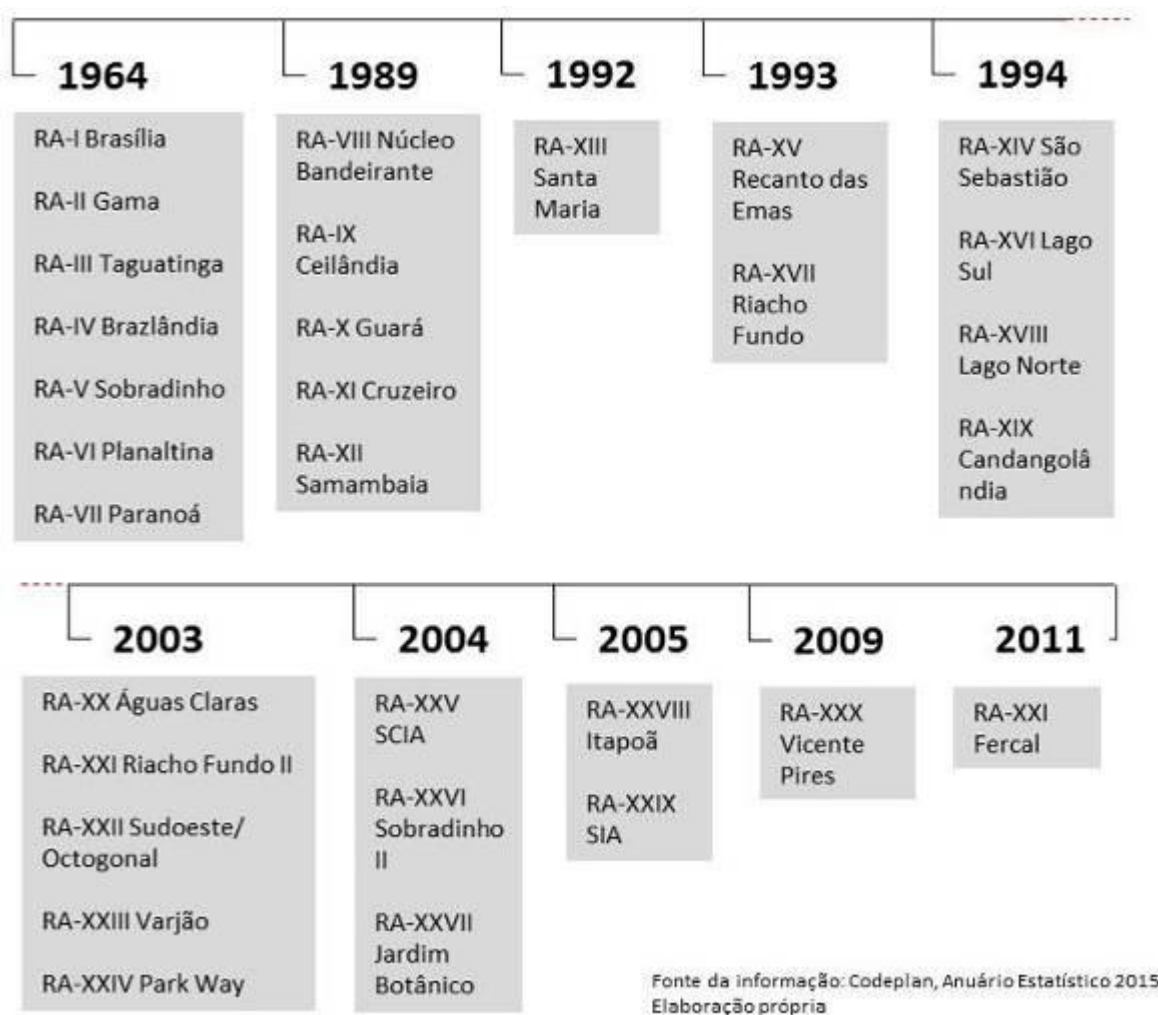 1964
RA-I Brasília
RA-II Gama
RA-III Taguatinga
RA-IV Brazlândia
RA-V Sobradinho
RA-VI Planaltina
RA-VII Paranoá
1989
RA-VIII Núcleo
Bandeirante
RA-IX
Ceilândia
RA-X Guará
RA-XI Cruzeiro
RA-XII
Samambaia
1992
RA-XIII
Santa
Maria
1993
RA-XV
Recanto das
Emas
RA-XVII
Riacho
Fundo
1994
RA-XIV São
Sebastião
RA-XVI Lago
Sul
RA-XVIII
Lago Norte
RA-XIX
Candangolâ
ndia
2003
RA-XX Águas Claras
RA-XXI Riacho Fundo II
RA-XXII Sudoeste/
Octogonal
RA-XXIII Varjão
RA-XXIV Park Way
2004
RA-XXV
SCIA
RA-XXVI
Sobradinho
II
RA-XXVII
Jardim
Botânico
2005
RA-XXVIII
Itapoã
RA-XXIX
SIA
2009
RA-XXX
Vicente
Pires
2011
RA-XXI
Fercal
Fonte da informação: Codeplan, Anuário Estatístico 2015
Elaboração própria